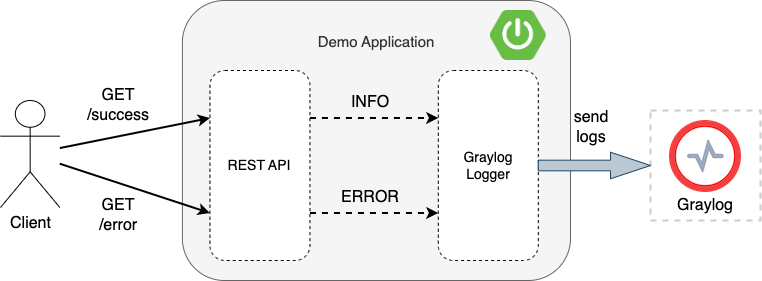 Demo Application
GET
/success
INFO
send
logs
REST API
Graylog
Logger
GET
/error
ERROR
Client
Graylog